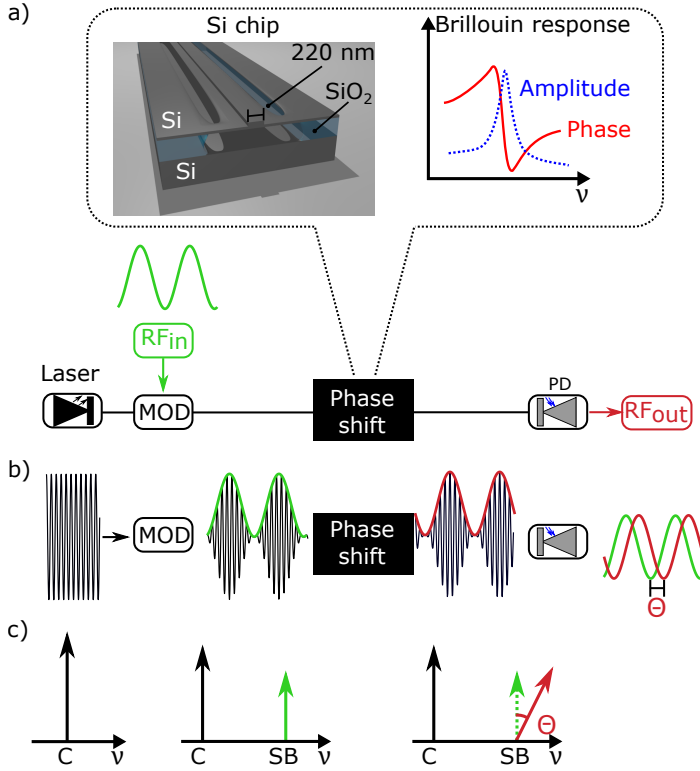 a)
Si chip
Brillouin response
220 nm
SiO2
Si
Si
Amplitude
Phase
ν
RFin
Laser
MOD
Phase
shift
PD
RFout
b)
MOD
Phase
shift
Θ
c)
C
ν
C
SB
ν
C
SB
ν
Θ